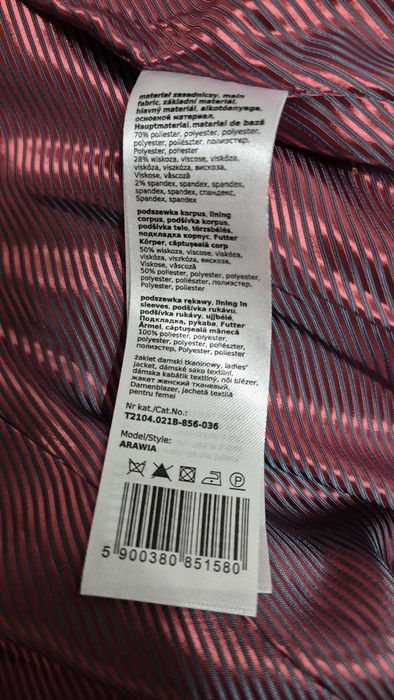 materiał zasadniczy, main
fabric, základní materiál,
hlavný materiál, alkotóanyaga,
основной материал,
Hauptmaterial, materiel de bază
70% poliester, polyester, polyester,
polyester, poliészter, полиэстер,
Polyester, poliester
28% wiskoza, viscose, viskóza,
viskóza, viszkóza, вискоза,
Viskose, vâscoză
2% spandex, spandex, spandex,
spandex, spandex, спандекс,
Spandex, spandex
podszewka korpus, lining
corpus, podšívka korpus,
podšívka telo, törzsbélés,
подкладка корпус, Futter
Körper, căptușeală corp
50% wiskoza, viscose, viskóza,
viskóza, viszkóza, вискоза,
Viskose, vâscoză
50% poliester, polyester, polyester,
polyester, poliészter, полиэстер,
Polyester, poliester
podszewka rękawy, lining in
sleeves, podšívka rukávu,
podšívka rukávy, ujjbélé,
Подкладка, рукава, Futter
Ärmel, căptușeală mânecă
100% poliester, polyester,
polyester, polyester, poliészter,
полиэстер, Polyester, poliester
żakiet damski tkaninowy, ladies'
jacket, dámské sako textilní,
dámska kabátik textilný, női blézer,
жакет женский тканевый,
Damenblazer, jachetă textilă
pentru femei
Nr kat./Cat.No.:
T2104.021B-856-036
Model/Style:
ARAWIA
P
5 900380 851580